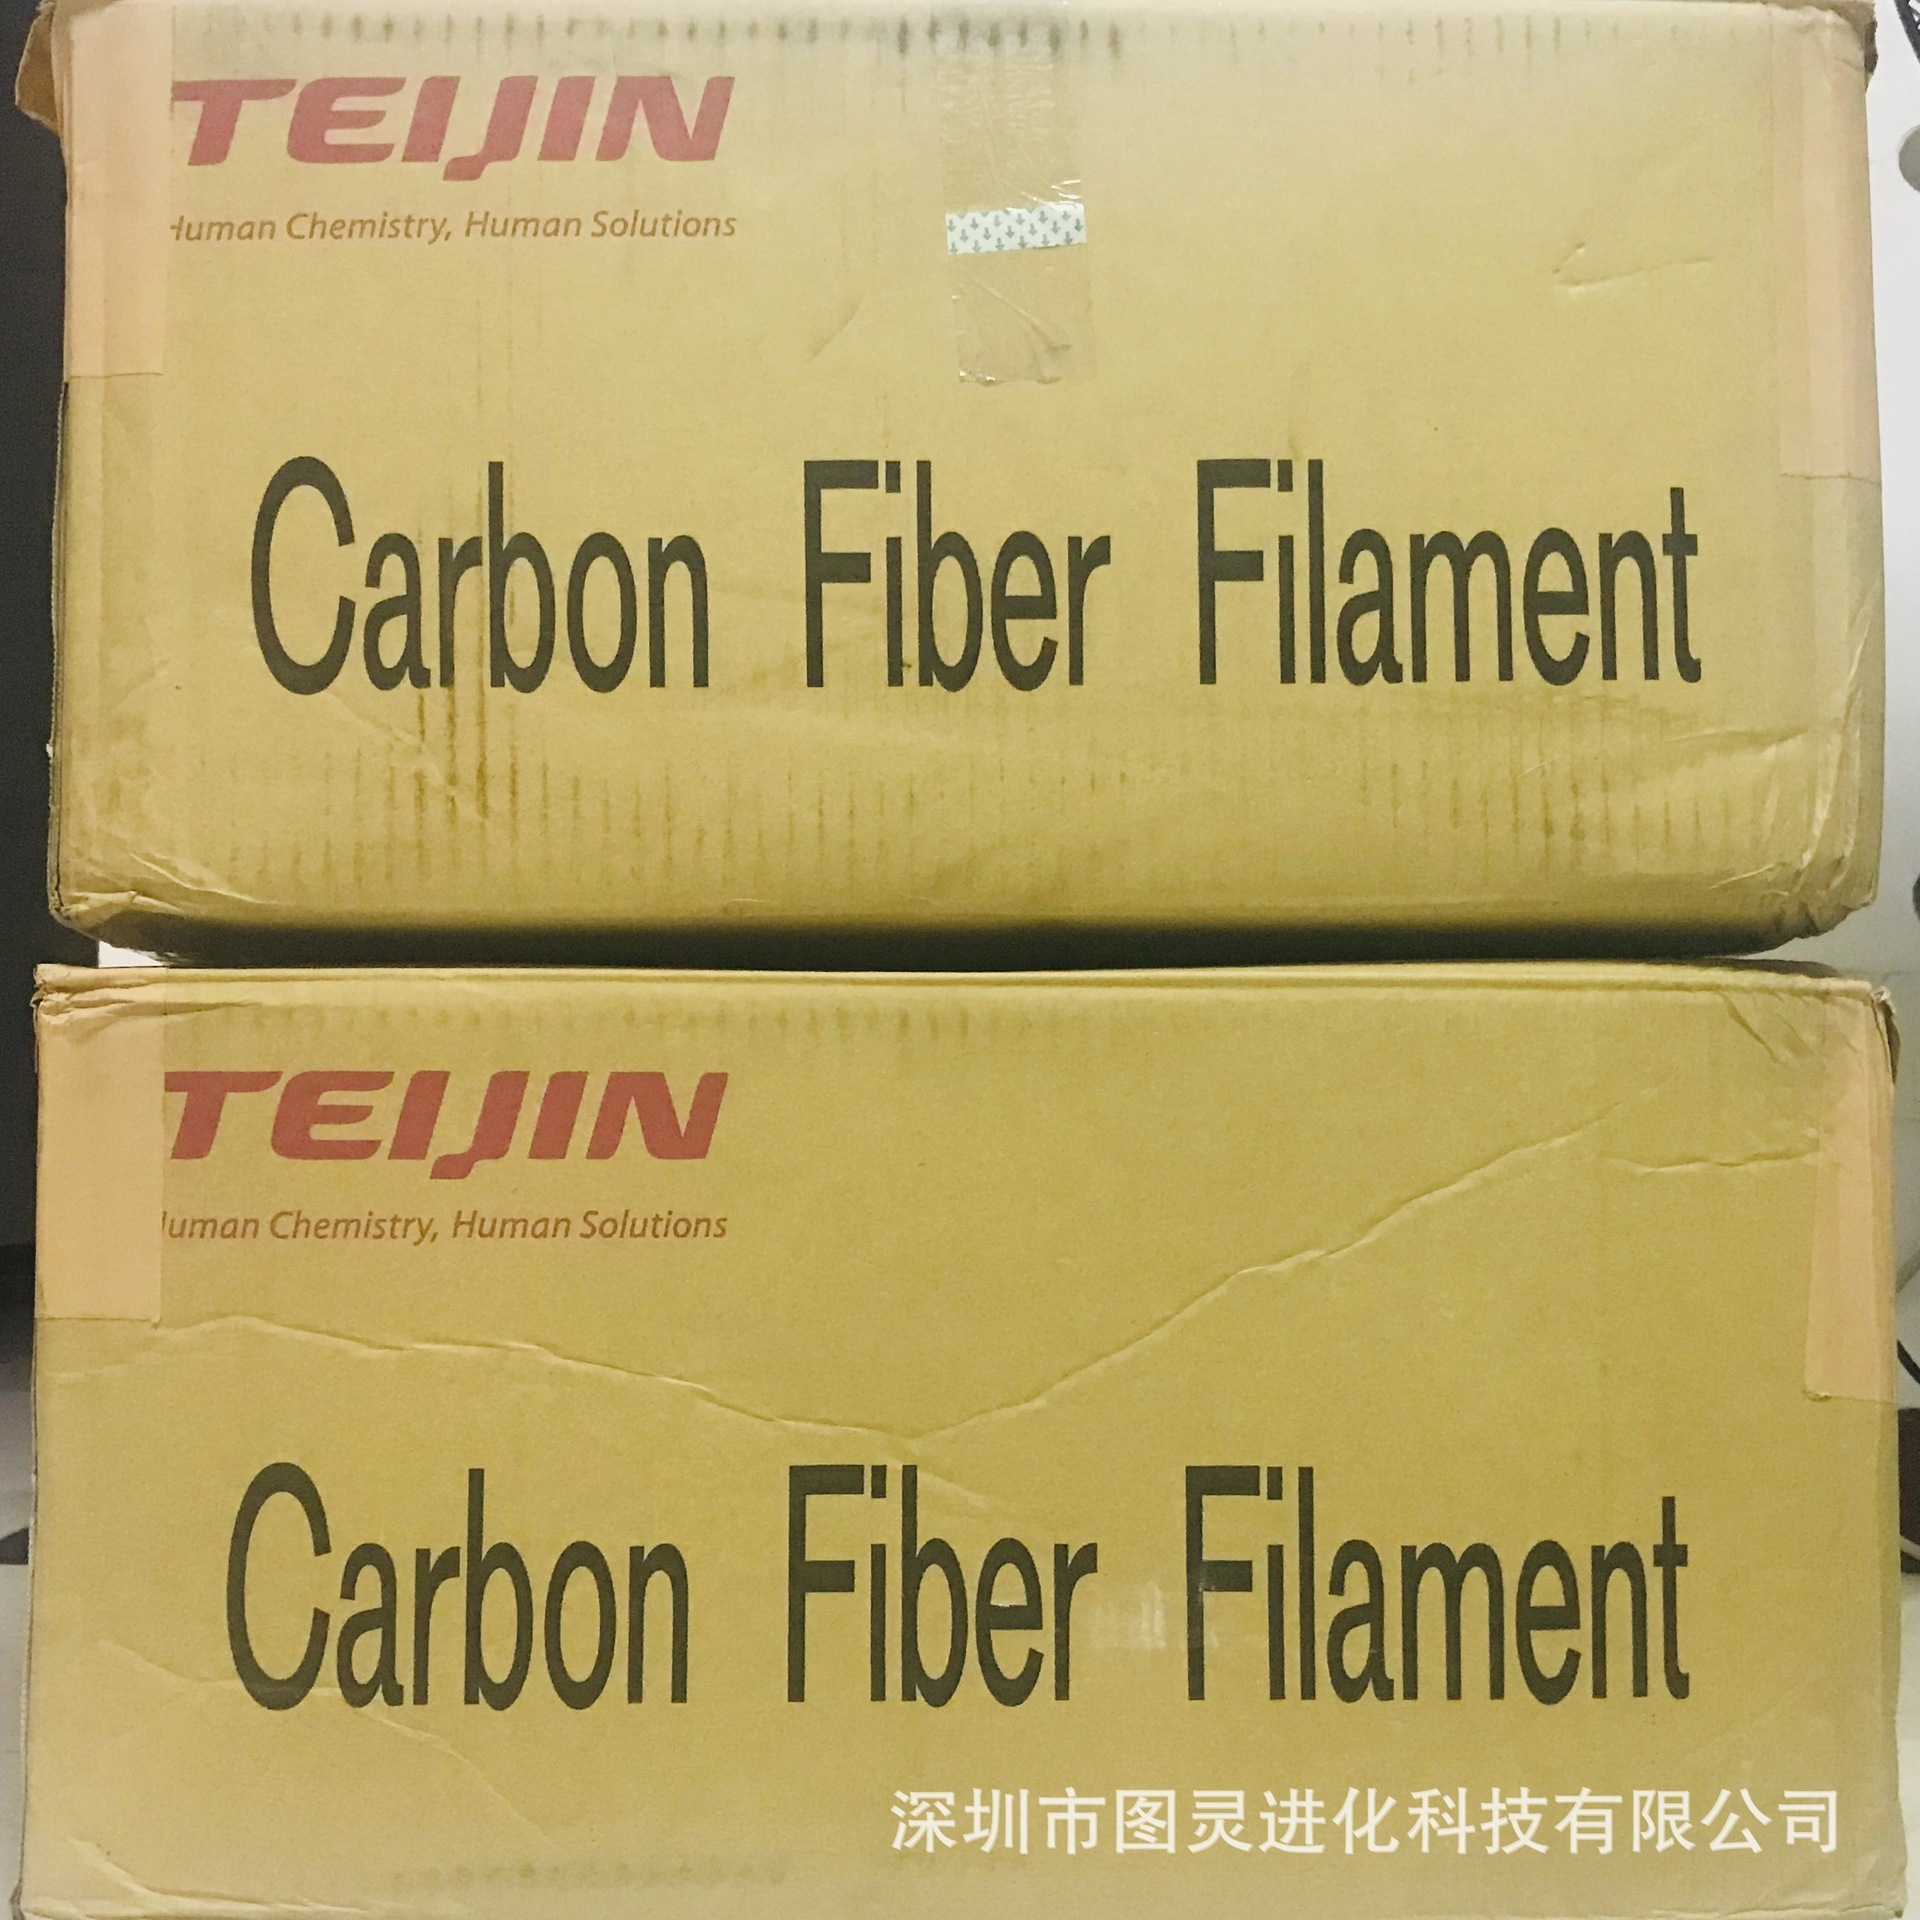 TEIJIN
Human Chemistry, Human Solutions
Carbon Fiber Filament
TEIJIN
Human Chemistry, Human Solutions
Carbon Fiber Filament
深圳市图灵进化科技有限公司